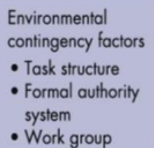 Environmental
contingency factors
• Task structure
• Formal authority
system
• Work group